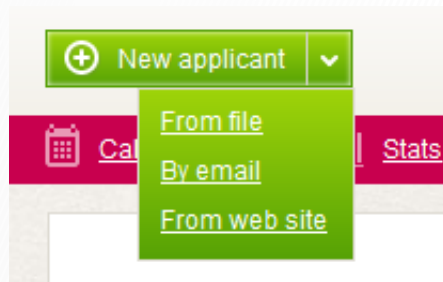 New applicant
From file
Cal
Stats
By email
From web site